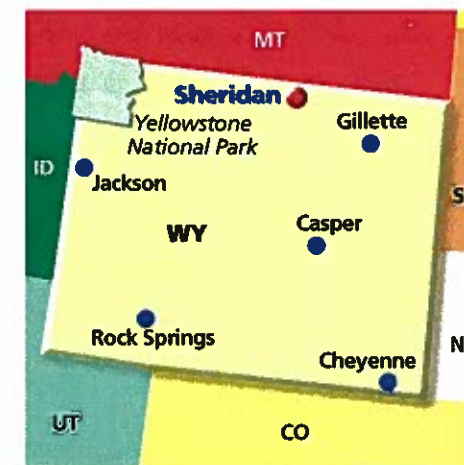 MT
Sheridan
Yellowstone
National Park
Gillette
ID
Jackson
WY
Casper
S
Rock Springs
N
Cheyenne
UT
CO